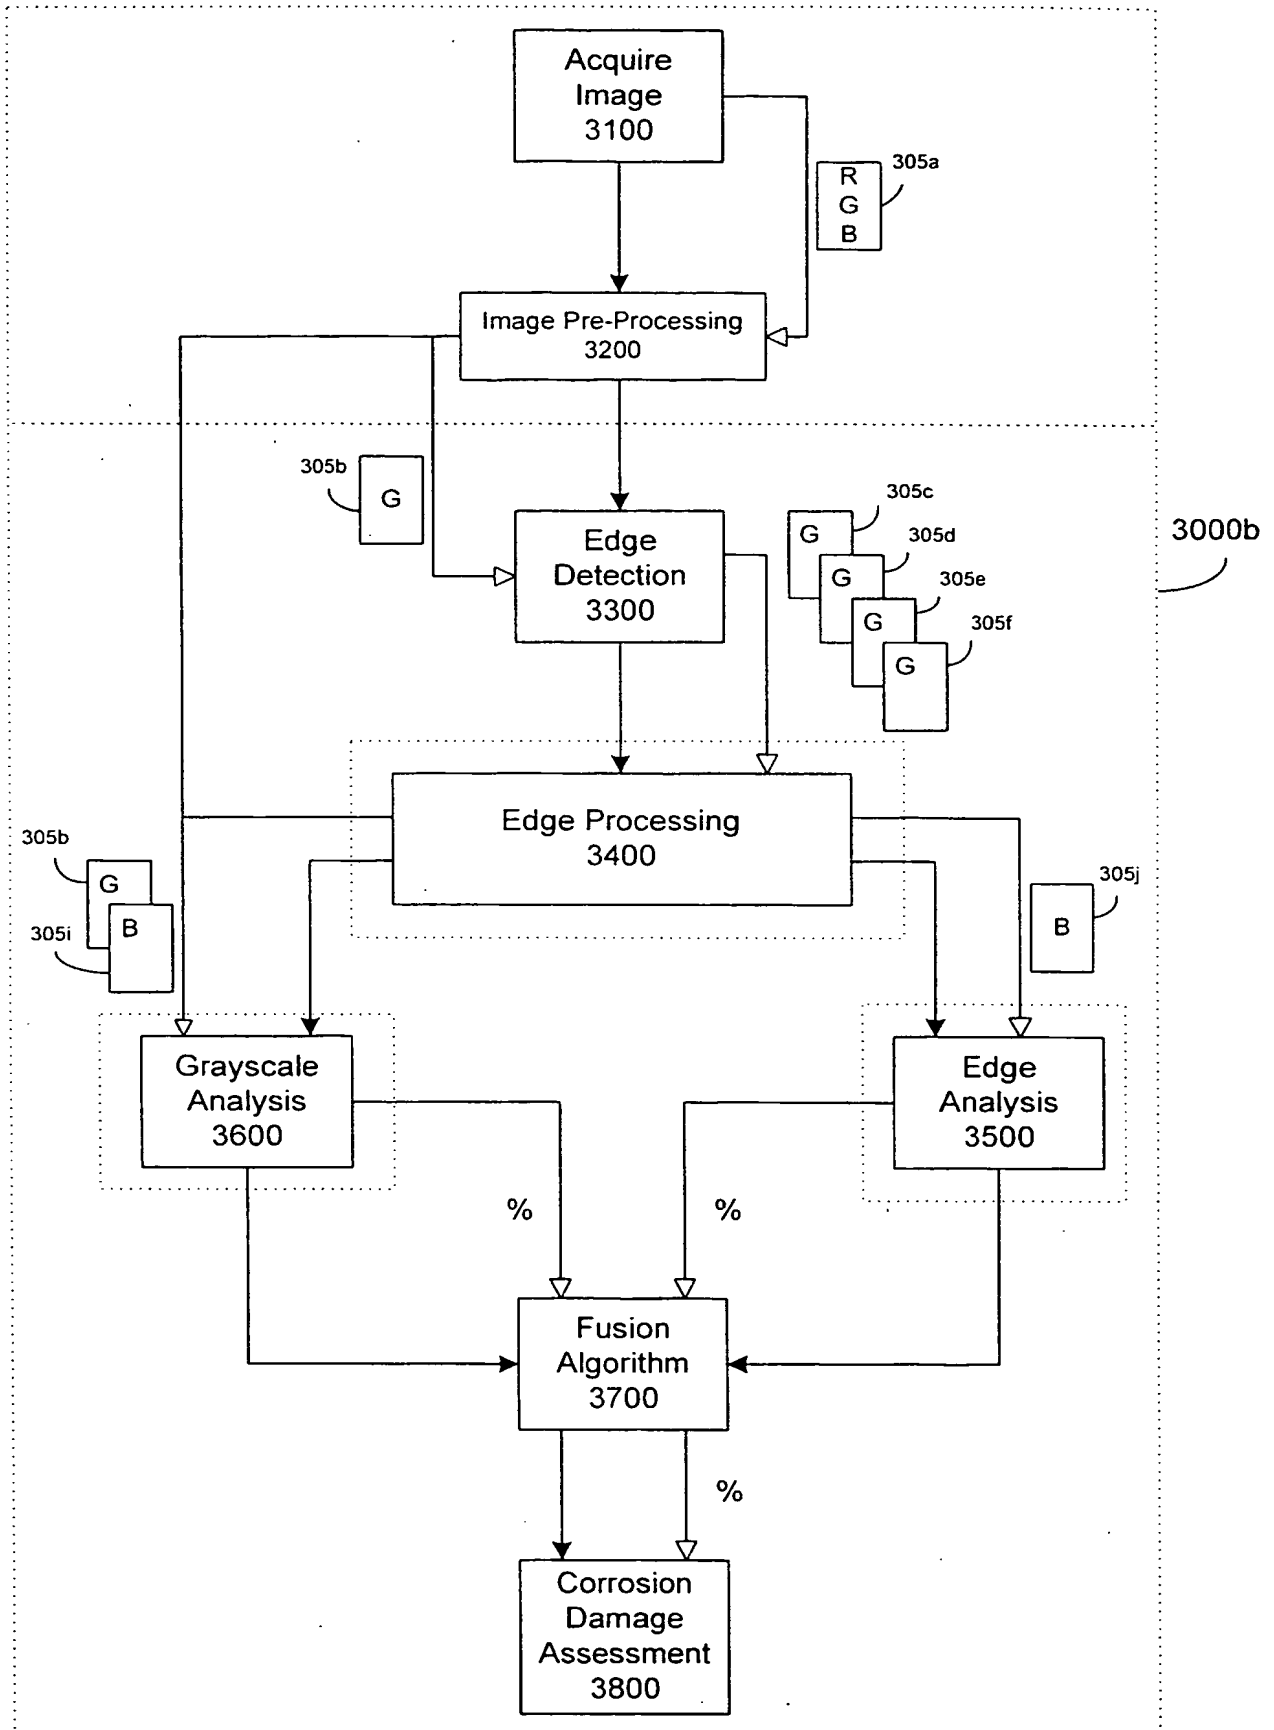 Acquire
Image
3100
305a
R
G
B
Image Pre-Processing
3200
305b
G
Edge
Detection
3300
305c
G
305d
G
305e
G
305f
G
3000b
Edge Processing
3400
305b
G
305i
B
305j
B
Grayscale
Analysis
3600
Edge
Analysis
3500
%
%
Fusion
Algorithm
3700
%
Corrosion
Damage
Assessment
3800